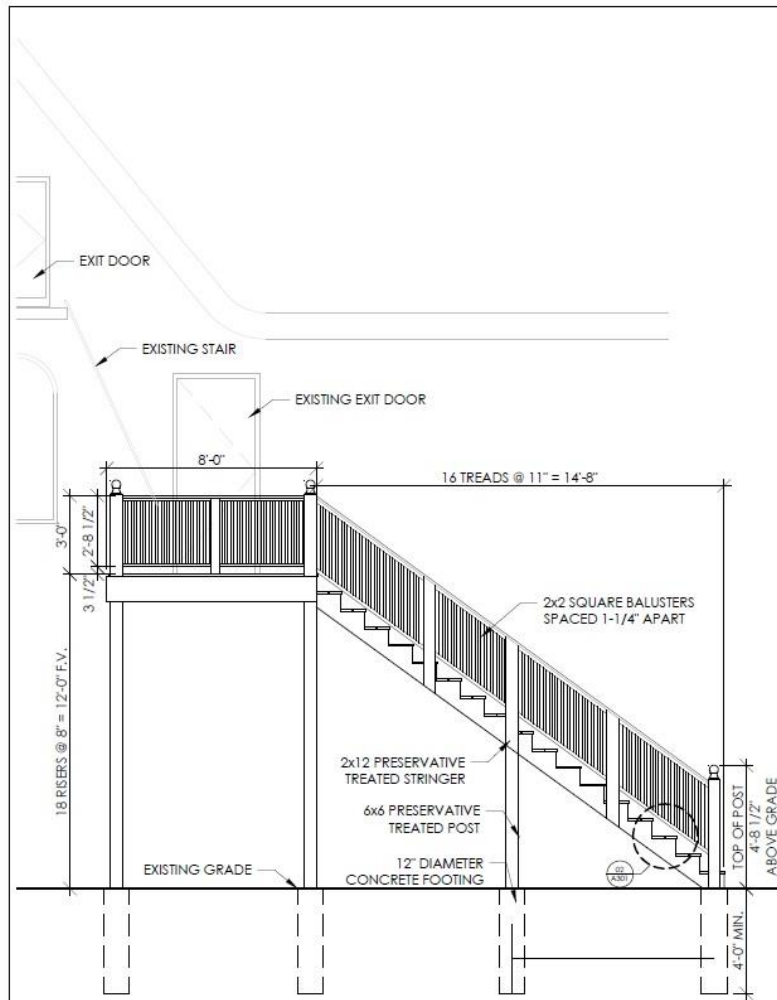 EXIT DOOR
EXISTING STAIR
EXISTING EXIT DOOR
8'-0"
16 TREADS @ 11" = 14'-8"
3'-0"
2'-8 1/2"
3 1/2"
2x2 SQUARE BALUSTERS
SPACED 1-1/4" APART
18 RISERS @ 8" = 12'-0" F.V.
2x12 PRESERVATIVE
TREATED STRINGER
6x6 PRESERVATIVE
TREATED POST
12" DIAMETER
CONCRETE FOOTING
EXISTING GRADE
02
A301
TOP OF POST
4'-8 1/2"
ABOVE GRADE
4'-0" MIN.